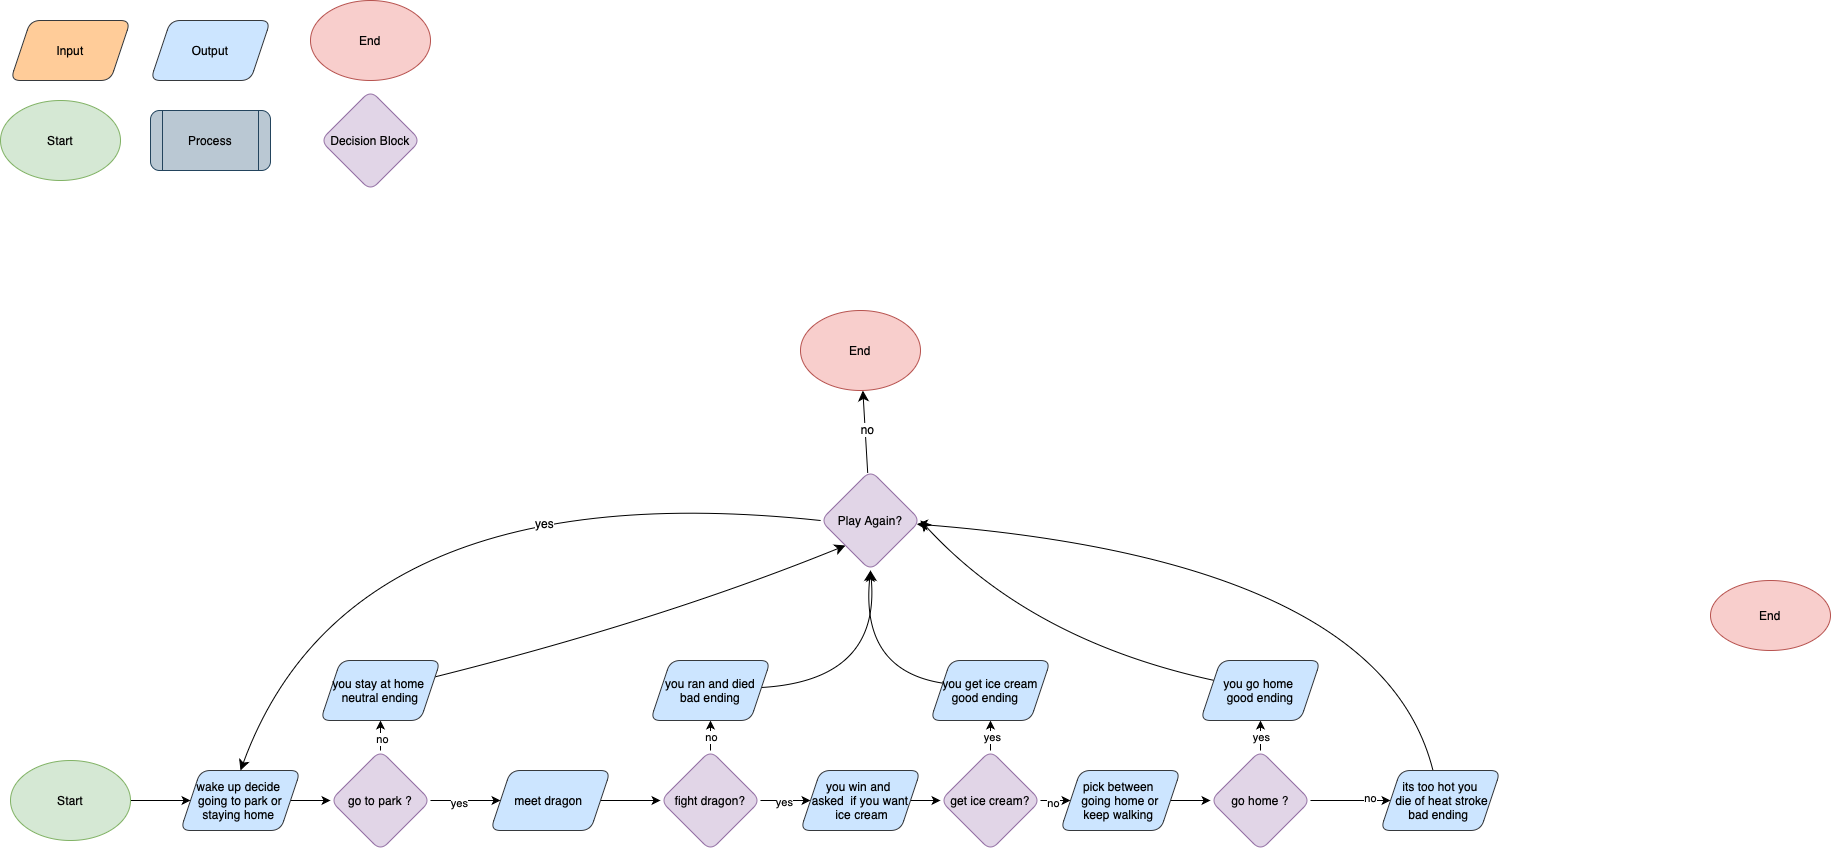 Input
Output
End
Start
Process
Decision Block
End
no
Play Again?
yes
End
you stay at home
neutral ending
you ran and died
bad ending
you get ice cream
good ending
you go home
good ending
no
no
yes
yes
Start
wake up decide
going to park or
staying home
go to park ?
yes
meet dragon
fight dragon?
yes
you win and
asked  if you want
ice cream
get ice cream?
no
pick between
going home or
keep walking
go home ?
no
its too hot you
die of heat stroke
bad ending